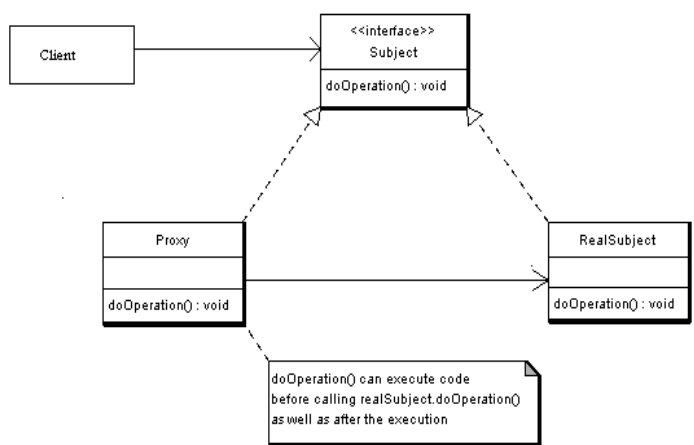 Client
<<interface>>
Subject
doOperation() : void
Proxy
doOperation() : void
RealSubject
doOperation() : void
doOperation() can execute code
before calling realSubject.doOperation()
as well as after the execution